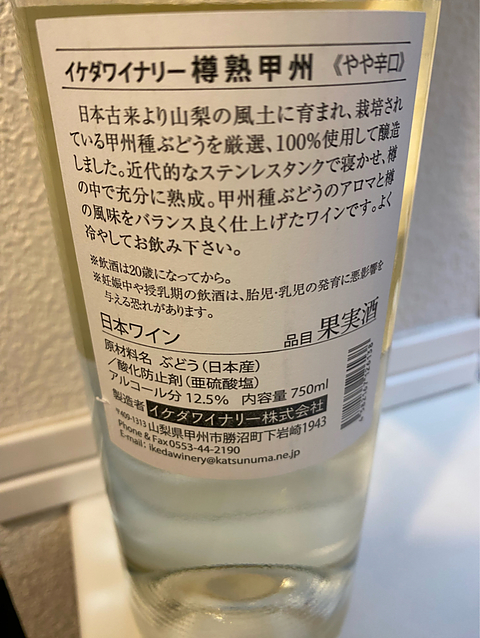 イケダワイナリー 樽熟甲州 《やや辛口》
日本古来より山梨の風土に育まれ、栽培され
ている甲州種ぶどうを厳選、100%使用して醸造
しました。近代的なステンレスタンクで寝かせ、樽
の中で充分に熟成。甲州種ぶどうのアロマと樽
の風味をバランス良く仕上げたワインです。よく
冷やしてお飲み下さい。
※飲酒は20歳になってから。
※妊娠中や授乳期の飲酒は、胎児・乳児の発育に悪影響を
与える恐れがあります。
日本ワイン 品目 果実酒
原材料名 ぶどう(日本産)
/酸化防止剤(亜硫酸塩)
アルコール分 12.5% 内容量 750ml
製造者 イケダワイナリー株式会社
〒409-1313 山梨県甲州市勝沼町下岩崎1943
Phone & Fax 0553-44-2190
E-mail: ikedawinery@katsunuma.ne.jp